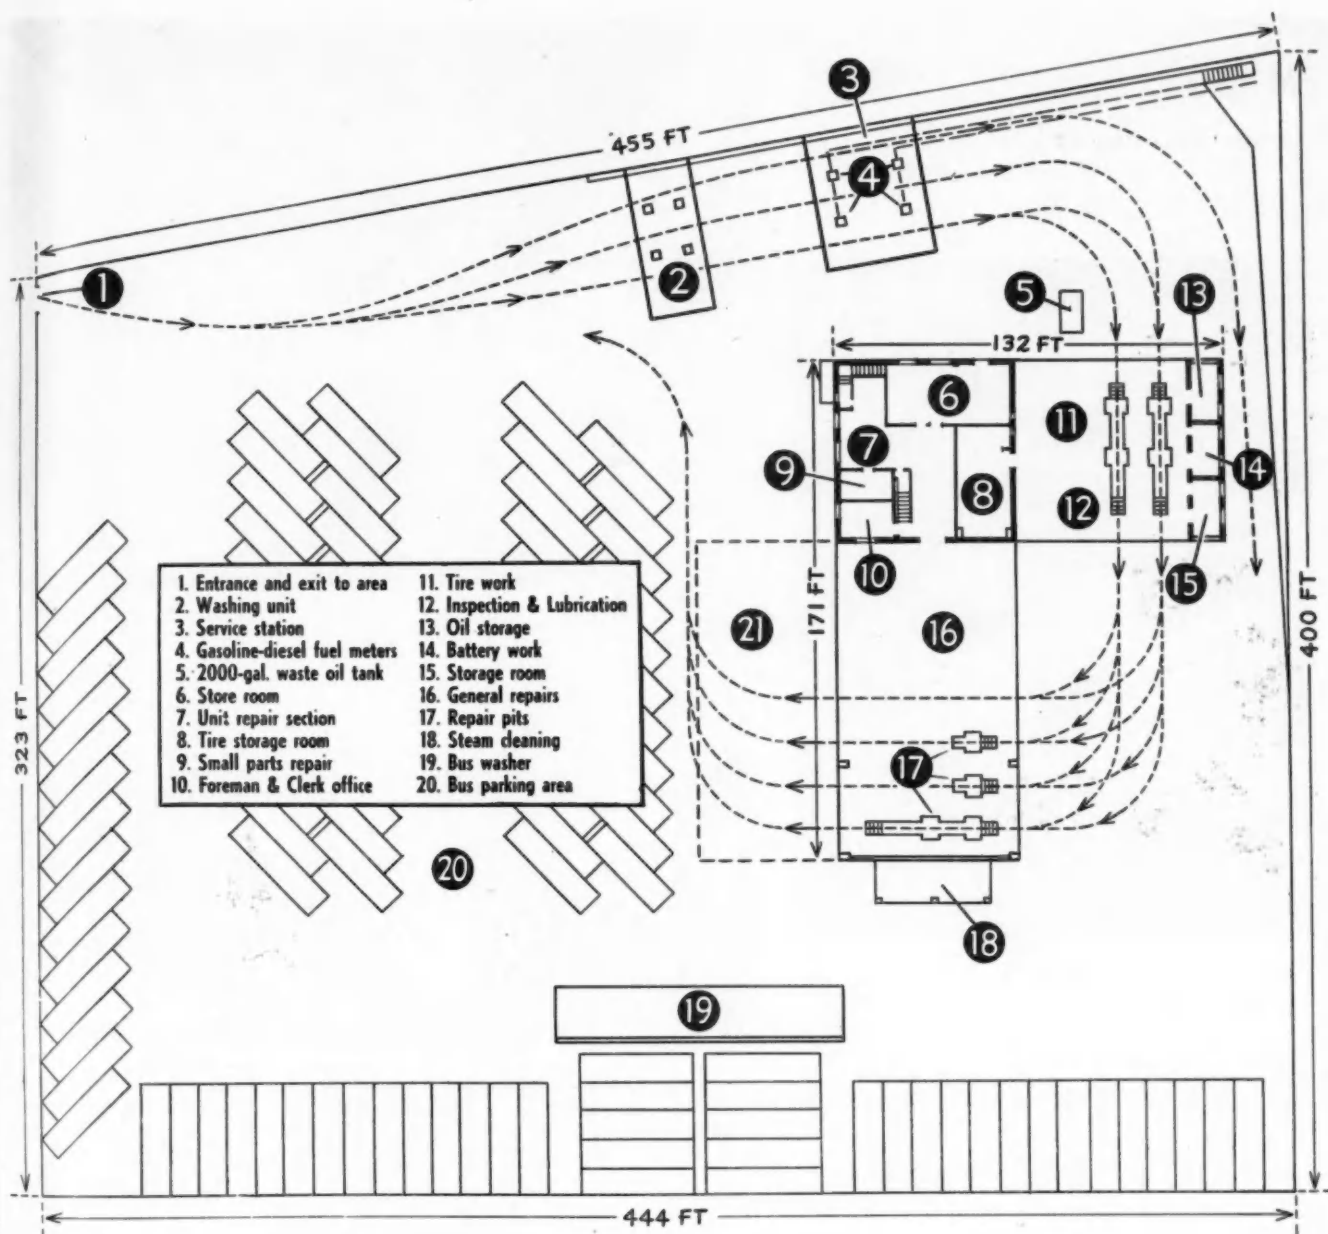 455 FT
3
4
1
2
5
13
132 FT
6
11
7
9
14
8
12
10
15
171 FT
21
16
400 FT
323 FT
1. Entrance and exit to area
2. Washing unit
3. Service station
4. Gasoline-diesel fuel meters
5. 2000-gal. waste oil tank
6. Store room
7. Unit repair section
8. Tire storage room
9. Small parts repair
10. Foreman & Clerk office
11. Tire work
12. Inspection & Lubrication
13. Oil storage
14. Battery work
15. Storage room
16. General repairs
17. Repair pits
18. Steam cleaning
19. Bus washer
20. Bus parking area
17
20
18
19
444 FT